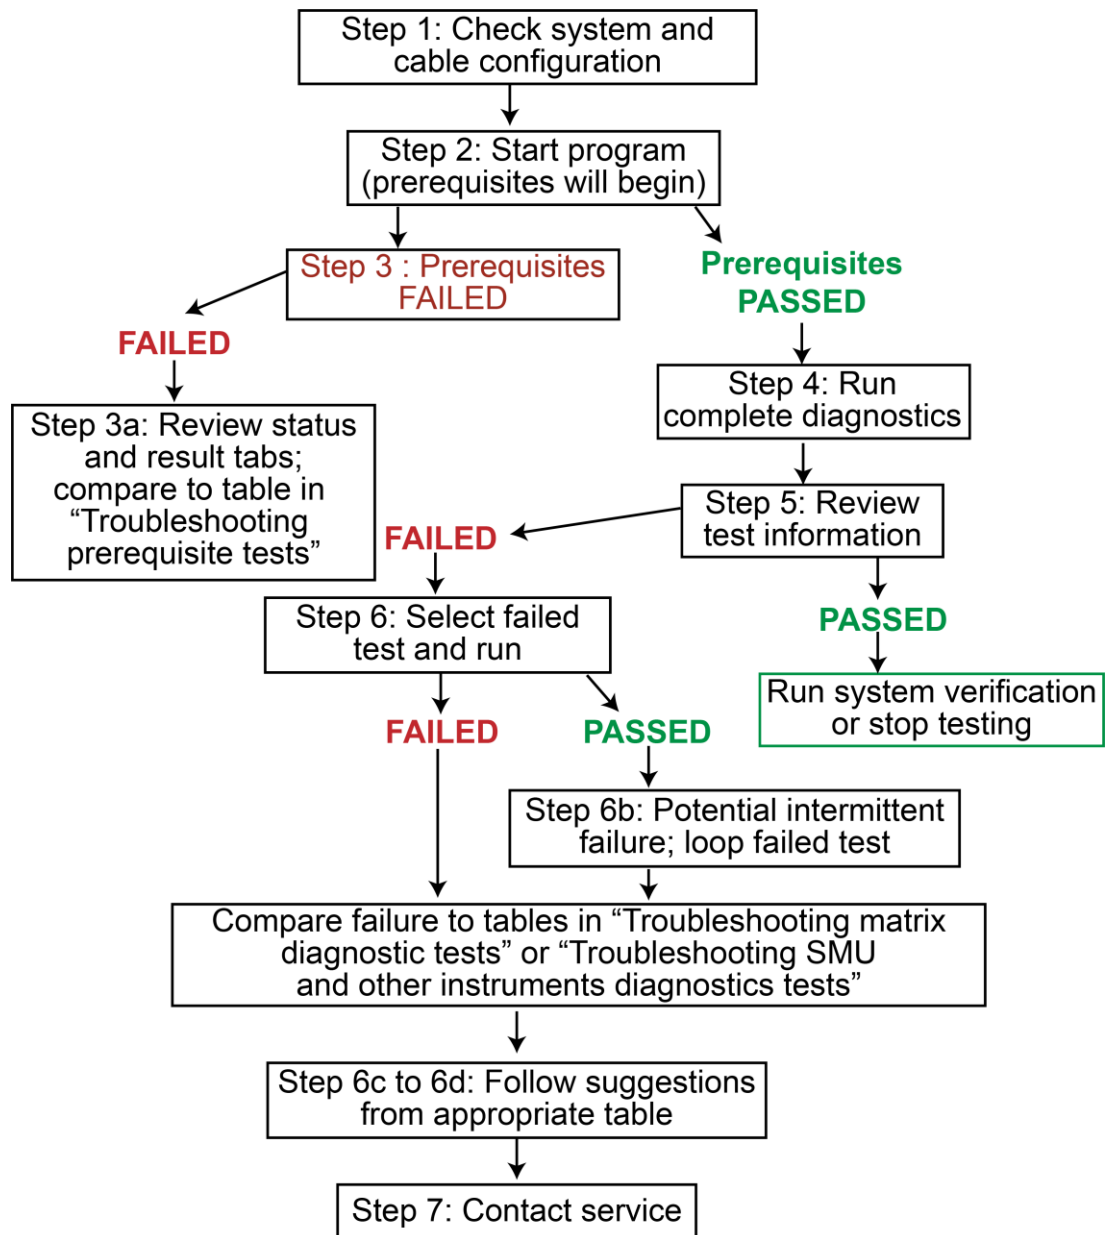 Step 1: Check system and
cable configuration
Step 2: Start program
(prerequisites will begin)
Step 3 : Prerequisites
FAILED
Prerequisites
PASSED
FAILED
Step 3a: Review status
and result tabs;
compare to table in
“Troubleshooting
prerequisite tests”
Step 4: Run
complete diagnostics
Step 5: Review
test information
FAILED
PASSED
Step 6: Select failed
test and run
Run system verification
or stop testing
FAILED
PASSED
Step 6b: Potential intermittent
failure; loop failed test
Compare failure to tables in “Troubleshooting matrix
diagnostic tests” or “Troubleshooting SMU
and other instruments diagnostics tests”
Step 6c to 6d: Follow suggestions
from appropriate table
Step 7: Contact service